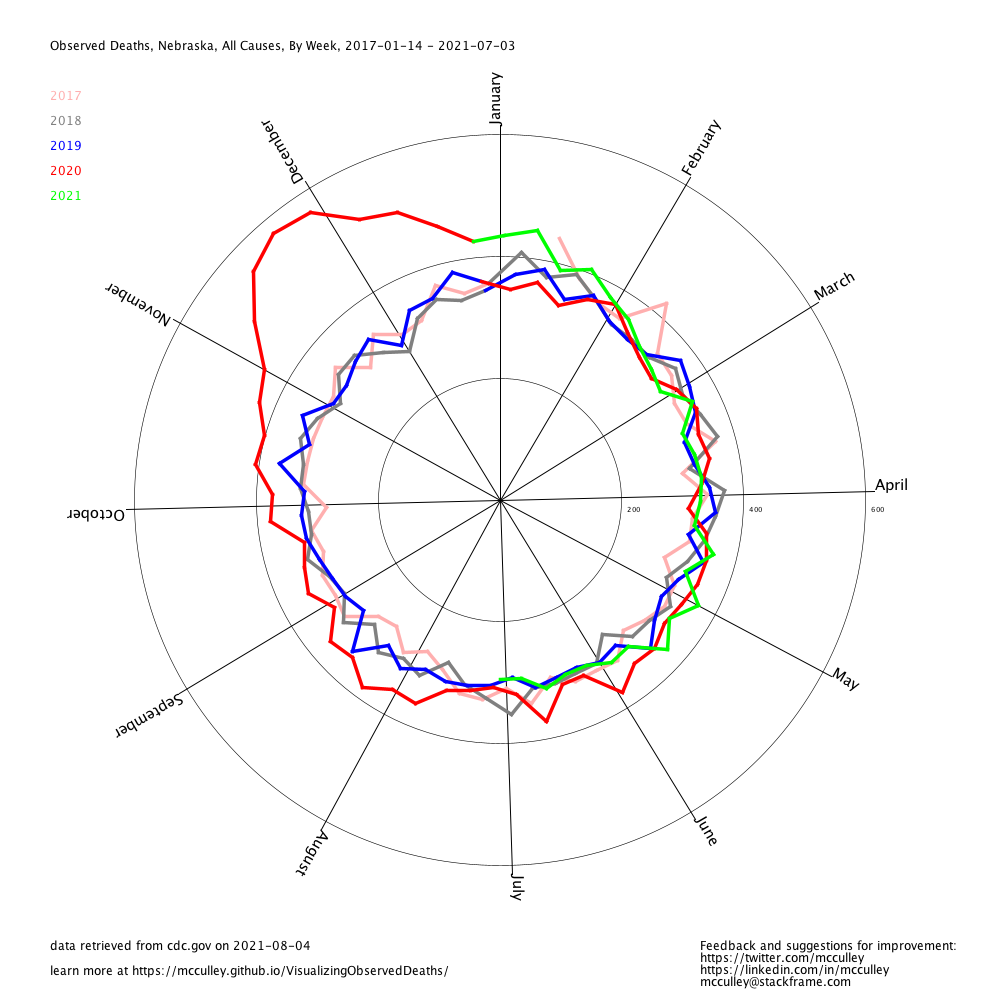 Observed Deaths, Nebraska, All Causes, By Week, 2017-01-14 - 2021-07-03
2017
2018
2019
2020
2021
January
February
March
April
May
June
July
August
September
October
November
December
200
400
600
data retrieved from cdc.gov on 2021-08-04
learn more at https://mcculley.github.io/VisualizingObservedDeaths/
Feedback and suggestions for improvement:
https://twitter.com/mcculley
https://linkedin.com/in/mcculley
mcculley@stackframe.com